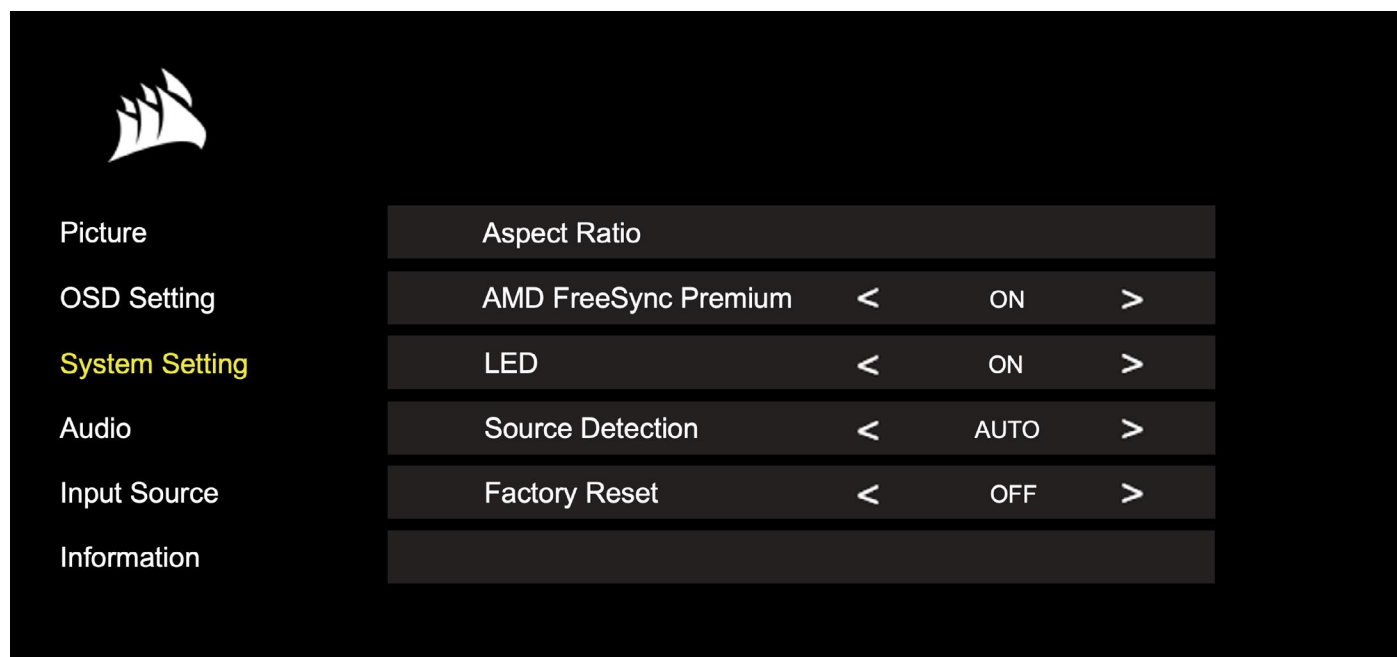 Picture
Aspect Ratio
OSD Setting
AMD FreeSync Premium < ON >
System Setting
LED < ON >
Audio
Source Detection < AUTO >
Input Source
Factory Reset < OFF >
Information